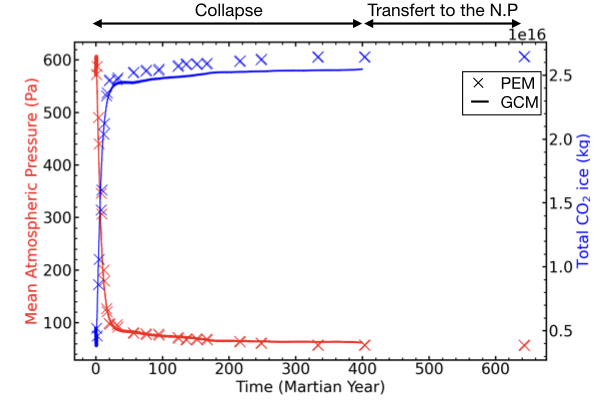 Collapse
Transfert to the N.P
1e16
600
500
400
300
200
100
Mean Atmospheric Pressure (Pa)
2.5
2.0
1.5
1.0
0.5
Total CO₂ ice (kg)
PEM
GCM
0
100
200
300
400
500
600
Time (Martian Year)